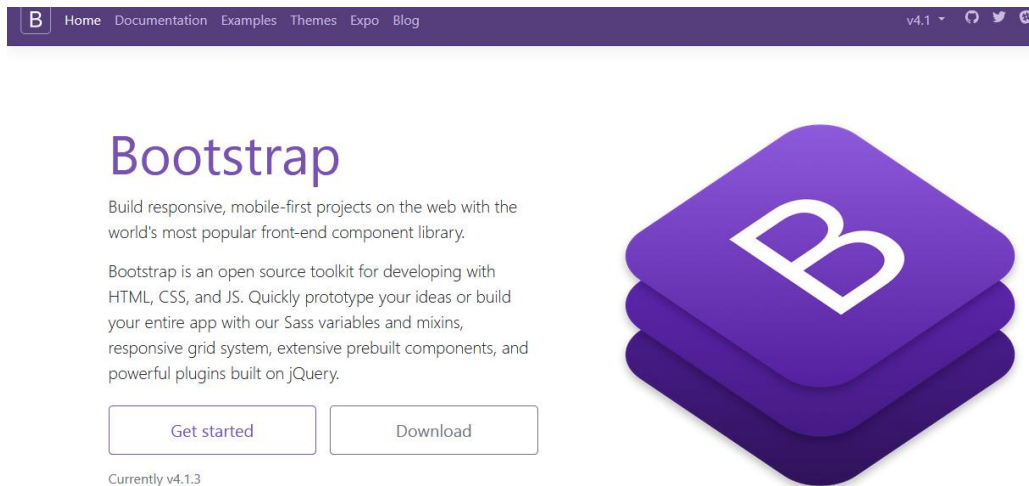 B Home Documentation Examples Themes Expo Blog v4.1
Bootstrap
Build responsive, mobile-first projects on the web with the
world's most popular front-end component library.
Bootstrap is an open source toolkit for developing with
HTML, CSS, and JS. Quickly prototype your ideas or build
your entire app with our Sass variables and mixins,
responsive grid system, extensive prebuilt components, and
powerful plugins built on jQuery.
Get started Download
Currently v4.1.3
B